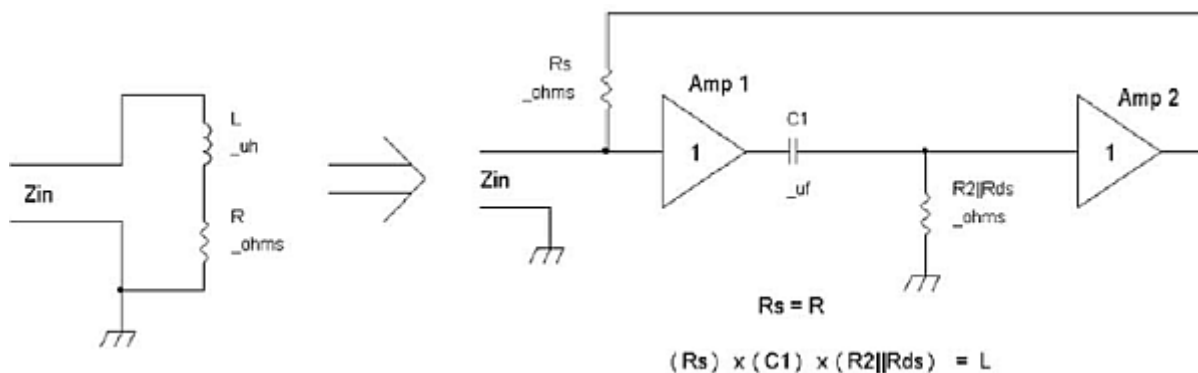 L
_uh
Zin
R
_ohms
Rs
_ohms
Amp 1
1
C1
_uf
Zin
R2||Rds
_ohms
Amp 2
1
Rs = R
(Rs) x (C1) x (R2||Rds) = L